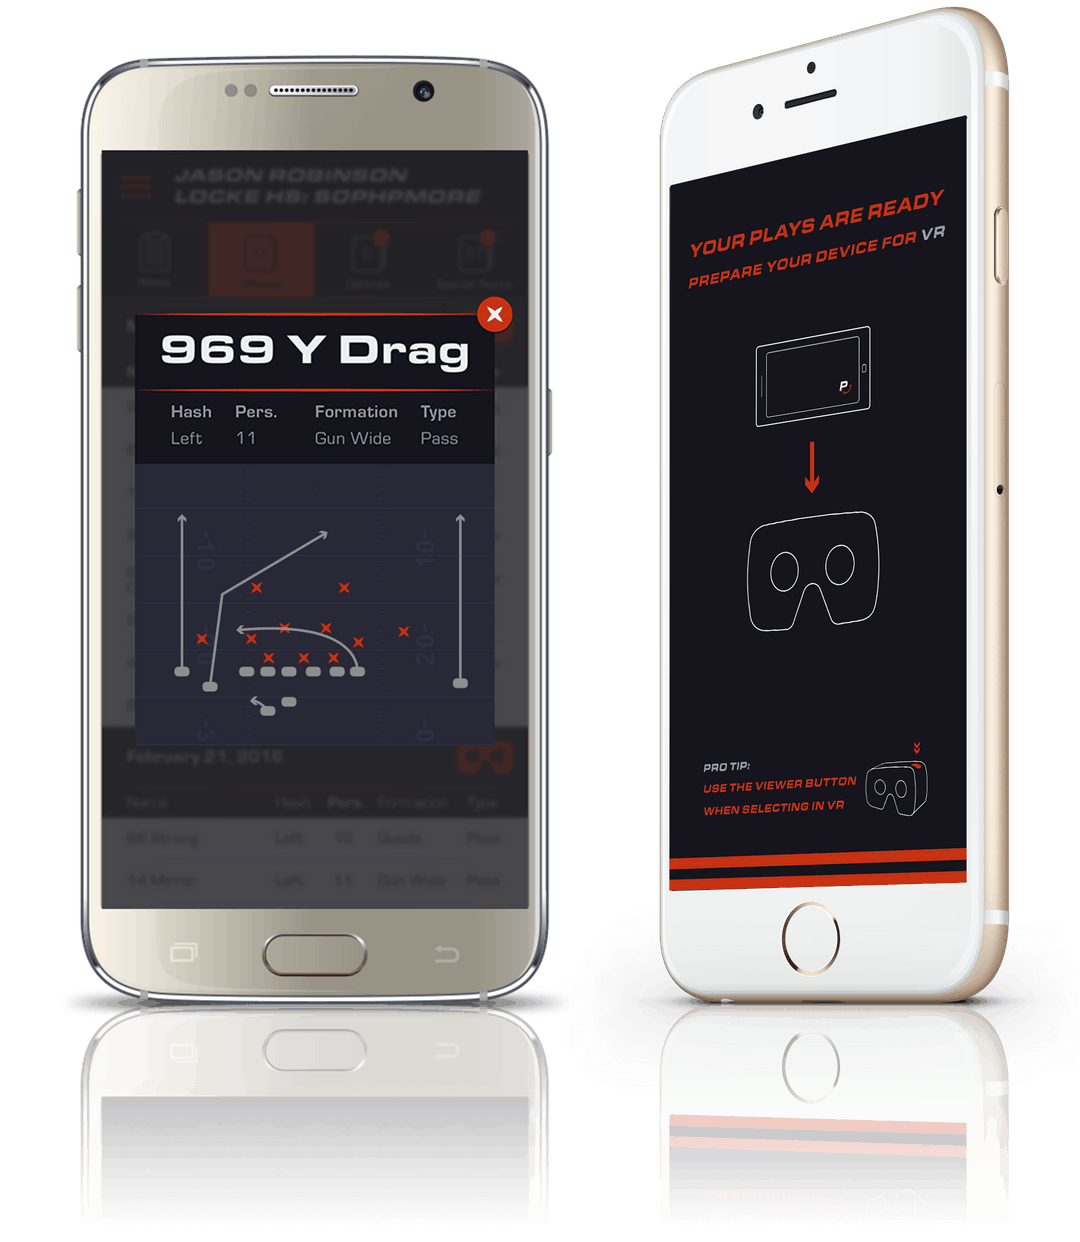 JASON ROBINSON
LOCKE HS: SOPHPMORE
969 Y Drag
Hash Pers. Formation Type
Left 11 Gun Wide Pass
-10 10-
20-
-5 0-
February 21, 2016
Name Hash Pers. Formation Type
Left 10 Quads Pass
14 Mirror Left 11 Gun Wide Pass
YOUR PLAYS ARE READY
PREPARE YOUR DEVICE FOR VR
P
PRO TIP:
USE THE VIEWER BUTTON
WHEN SELECTING IN VR